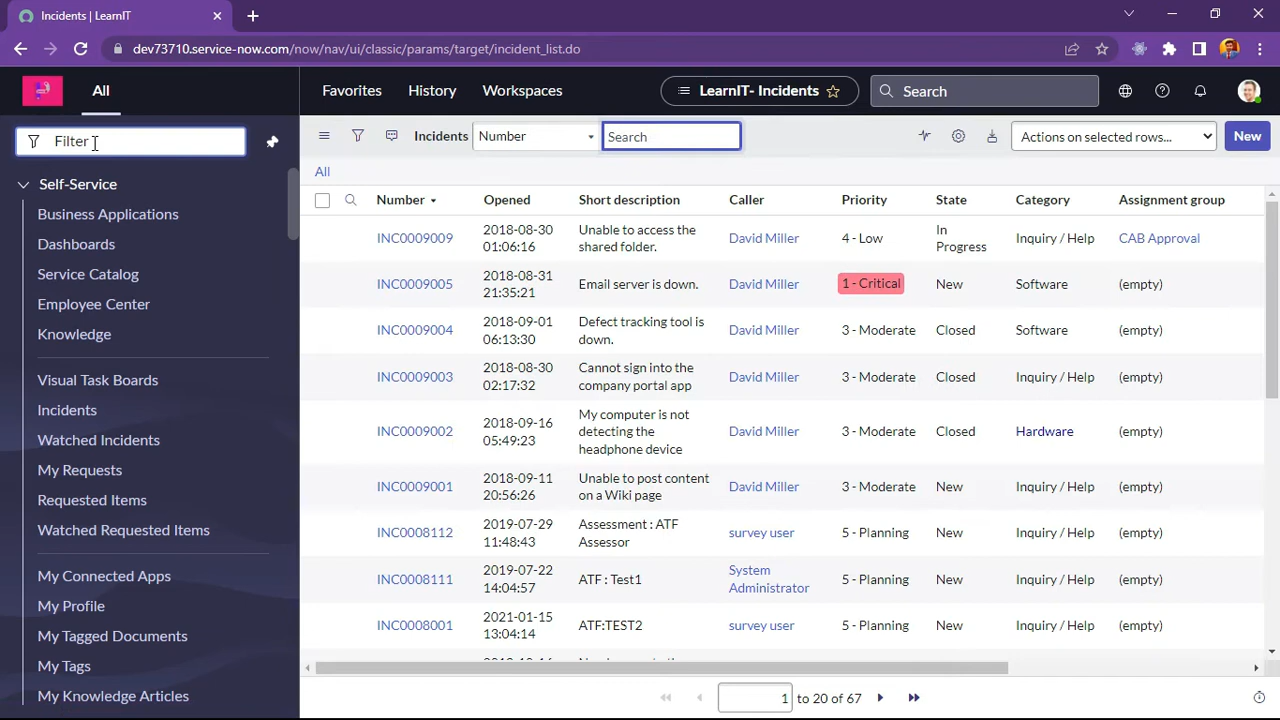 Incidents | LearnIT
dev73710.service-now.com/now/nav/ui/classic/params/target/incident_list.do
All
Favorites
History
Workspaces
LearnIT- Incidents
Search
Filter
Incidents
Number
Search
Actions on selected rows...
New
All
Self-Service
Business Applications
Dashboards
Service Catalog
Employee Center
Knowledge
Visual Task Boards
Incidents
Watched Incidents
My Requests
Requested Items
Watched Requested Items
My Connected Apps
My Profile
My Tagged Documents
My Tags
My Knowledge Articles
Number Opened Short description Caller Priority State Category Assignment group
INC0009009 2018-08-30 01:06:16 Unable to access the shared folder. David Miller 4 - Low In Progress Inquiry / Help CAB Approval
INC0009005 2018-08-31 21:35:21 Email server is down. David Miller 1 - Critical New Software (empty)
INC0009004 2018-09-01 06:13:30 Defect tracking tool is down. David Miller 3 - Moderate Closed Software (empty)
INC0009003 2018-08-30 02:17:32 Cannot sign into the company portal app David Miller 3 - Moderate Closed Inquiry / Help (empty)
INC0009002 2018-09-16 05:49:23 My computer is not detecting the headphone device David Miller 3 - Moderate Closed Hardware (empty)
INC0009001 2018-09-11 20:56:26 Unable to post content on a Wiki page David Miller 3 - Moderate New Inquiry / Help (empty)
INC0008112 2019-07-29 11:48:43 Assessment : ATF Assessor survey user 5 - Planning New Inquiry / Help (empty)
INC0008111 2019-07-22 14:04:57 ATF : Test1 System Administrator 5 - Planning New Inquiry / Help (empty)
INC0008001 2021-01-15 13:04:14 ATF:TEST2 survey user 5 - Planning New Inquiry / Help (empty)
1 to 20 of 67